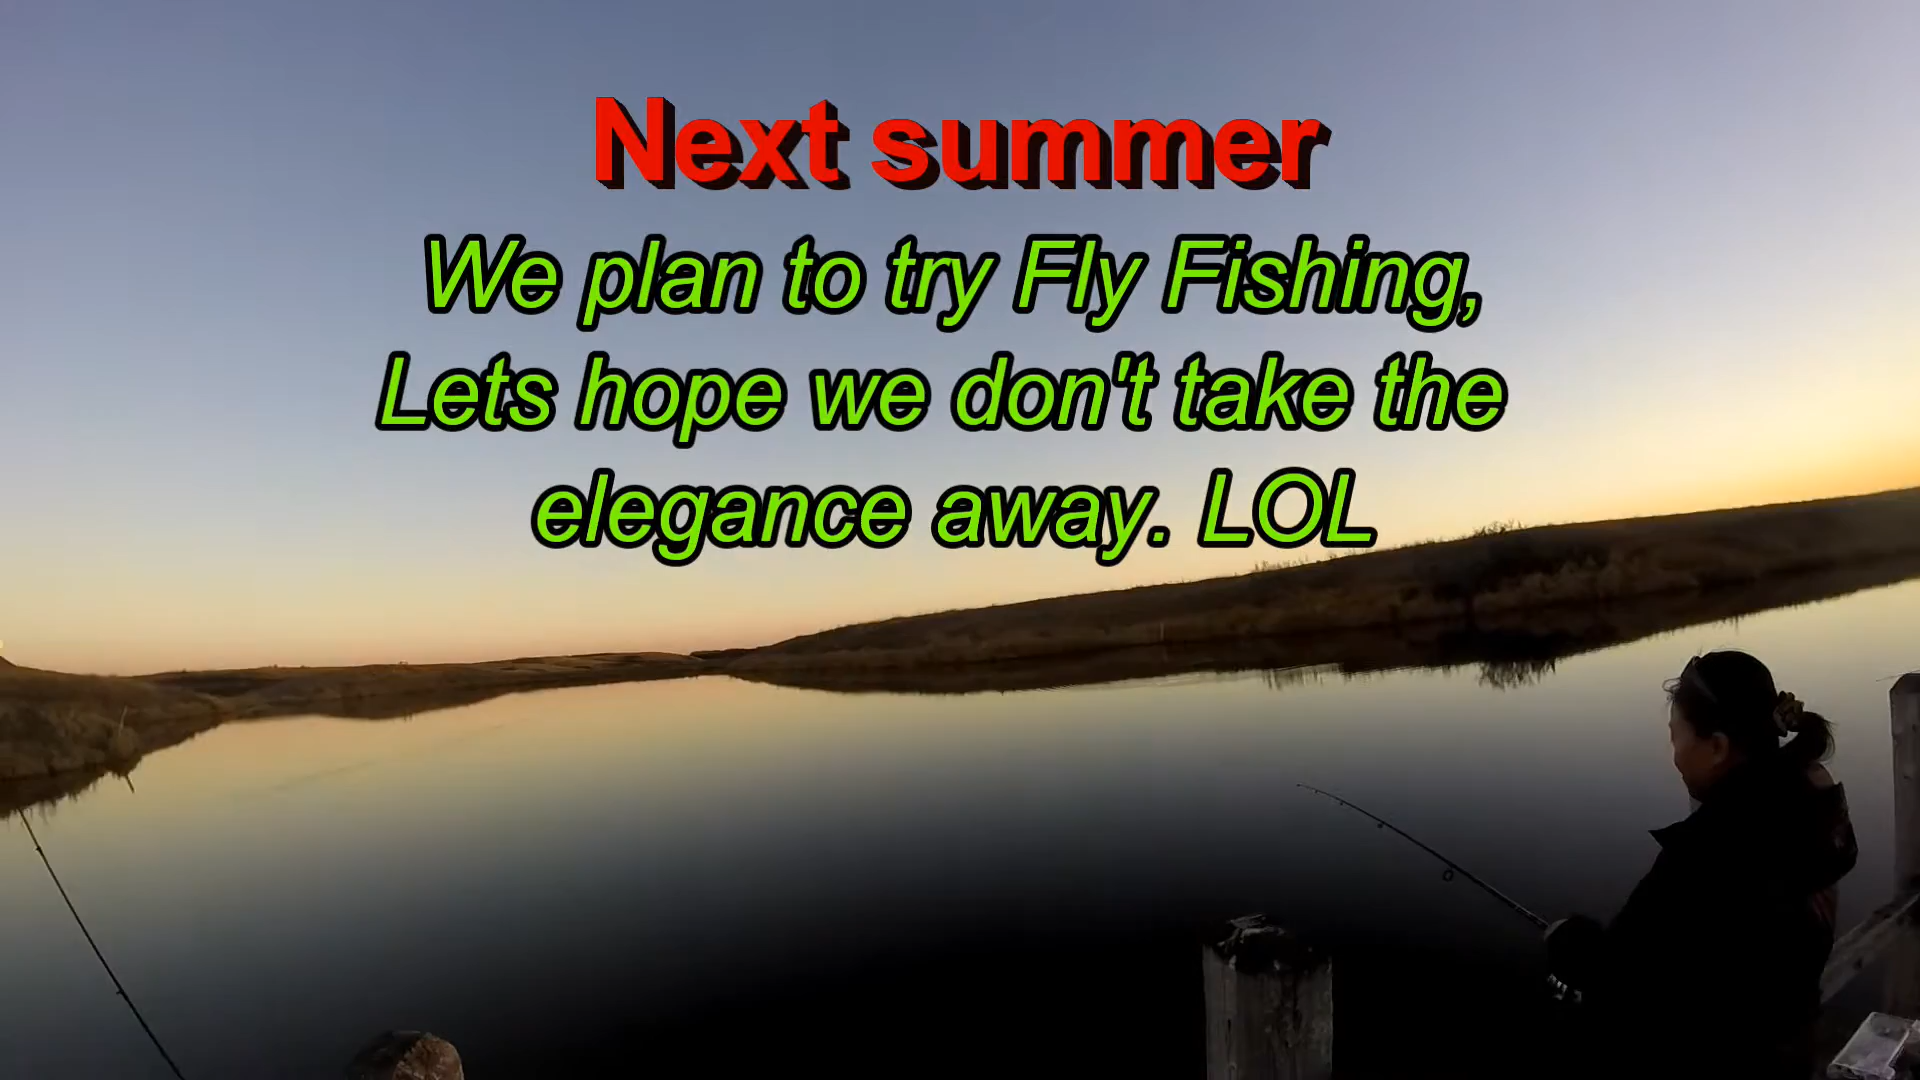 Next summer
We plan to try Fly Fishing,
Lets hope we don't take the
elegance away. LOL